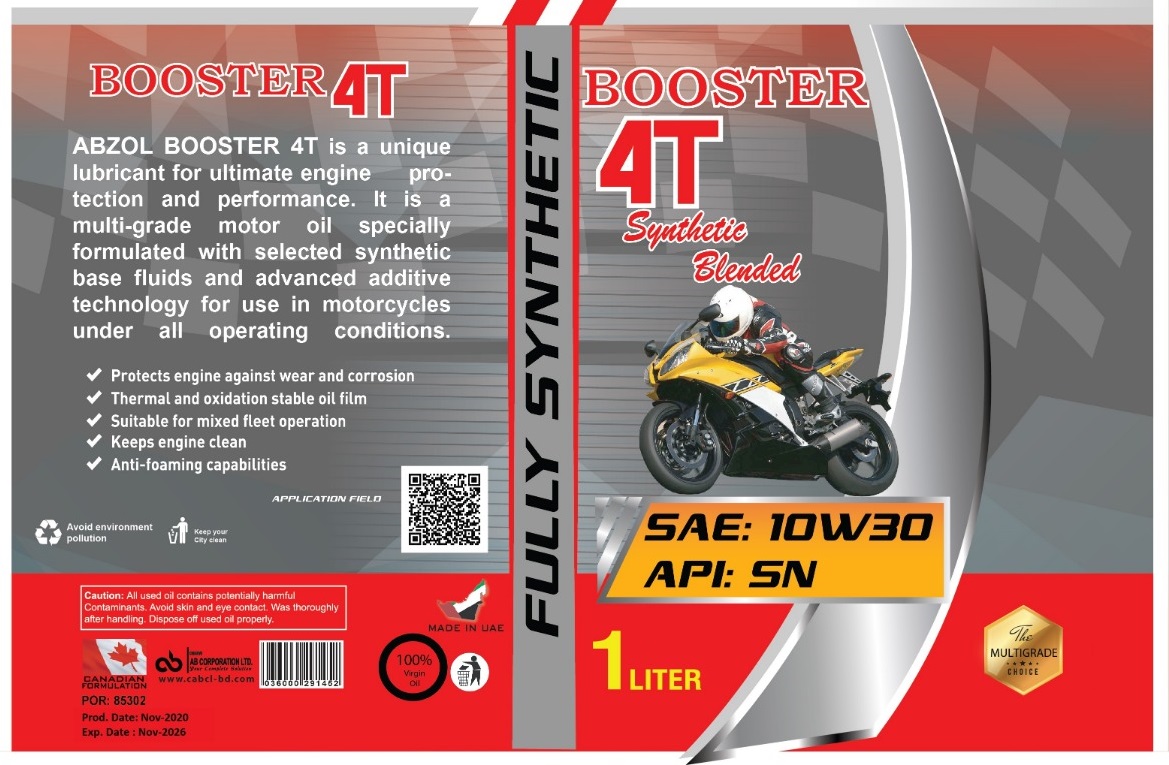 BOOSTER 4T
ABZOL BOOSTER 4T is a unique
lubricant for ultimate engine pro-
tection and performance. It is a
multi-grade motor oil specially
formulated with selected synthetic
base fluids and advanced additive
technology for use in motorcycles
under all operating conditions.
Protects engine against wear and corrosion
Thermal and oxidation stable oil film
Suitable for mixed fleet operation
Keeps engine clean
Anti-foaming capabilities
APPLICATION FIELD
Avoid environment
pollution
Keep your
City clean
Caution: All used oil contains potentially harmful
Contaminants. Avoid skin and eye contact. Was thoroughly
after handling. Dispose off used oil properly.
MADE IN UAE
CANADIAN
FORMULATION
ab
AB CORPORATION LTD.
Your Complete Solution
www.cabcl-bd.com
036000 291452
100%
Virgin
Oil
POR: 85302
Prod. Date: Nov-2020
Exp. Date : Nov-2026
FULLY SYNTHETIC
BOOSTER
4T
Synthetic
Blended
SAE: 10W30
API: SN
1 LITER
The
MULTIGRADE
CHOICE